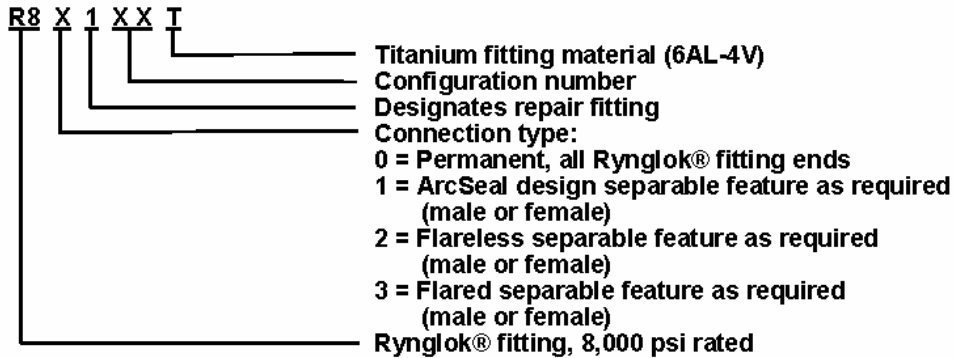 R8 X 1 XX T
Titanium fitting material (6AL-4V)
Configuration number
Designates repair fitting
Connection type:
0 = Permanent, all Rynglok® fitting ends
1 = ArcSeal design separable feature as required
(male or female)
2 = Flareless separable feature as required
(male or female)
3 = Flared separable feature as required
(male or female)
Rynglok® fitting, 8,000 psi rated